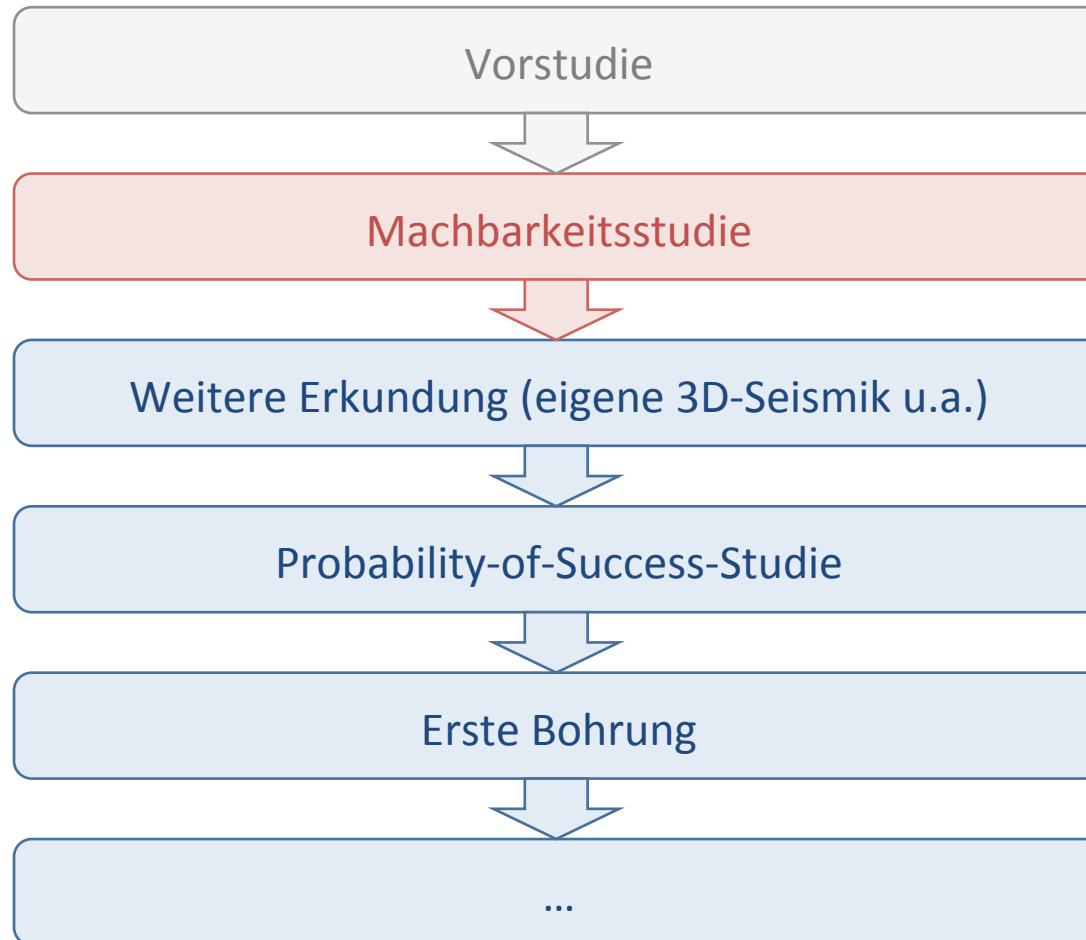 Vorstudie
Machbarkeitsstudie
Weitere Erkundung (eigene 3D-Seismik u.a.)
Probability-of-Success-Studie
Erste Bohrung
...